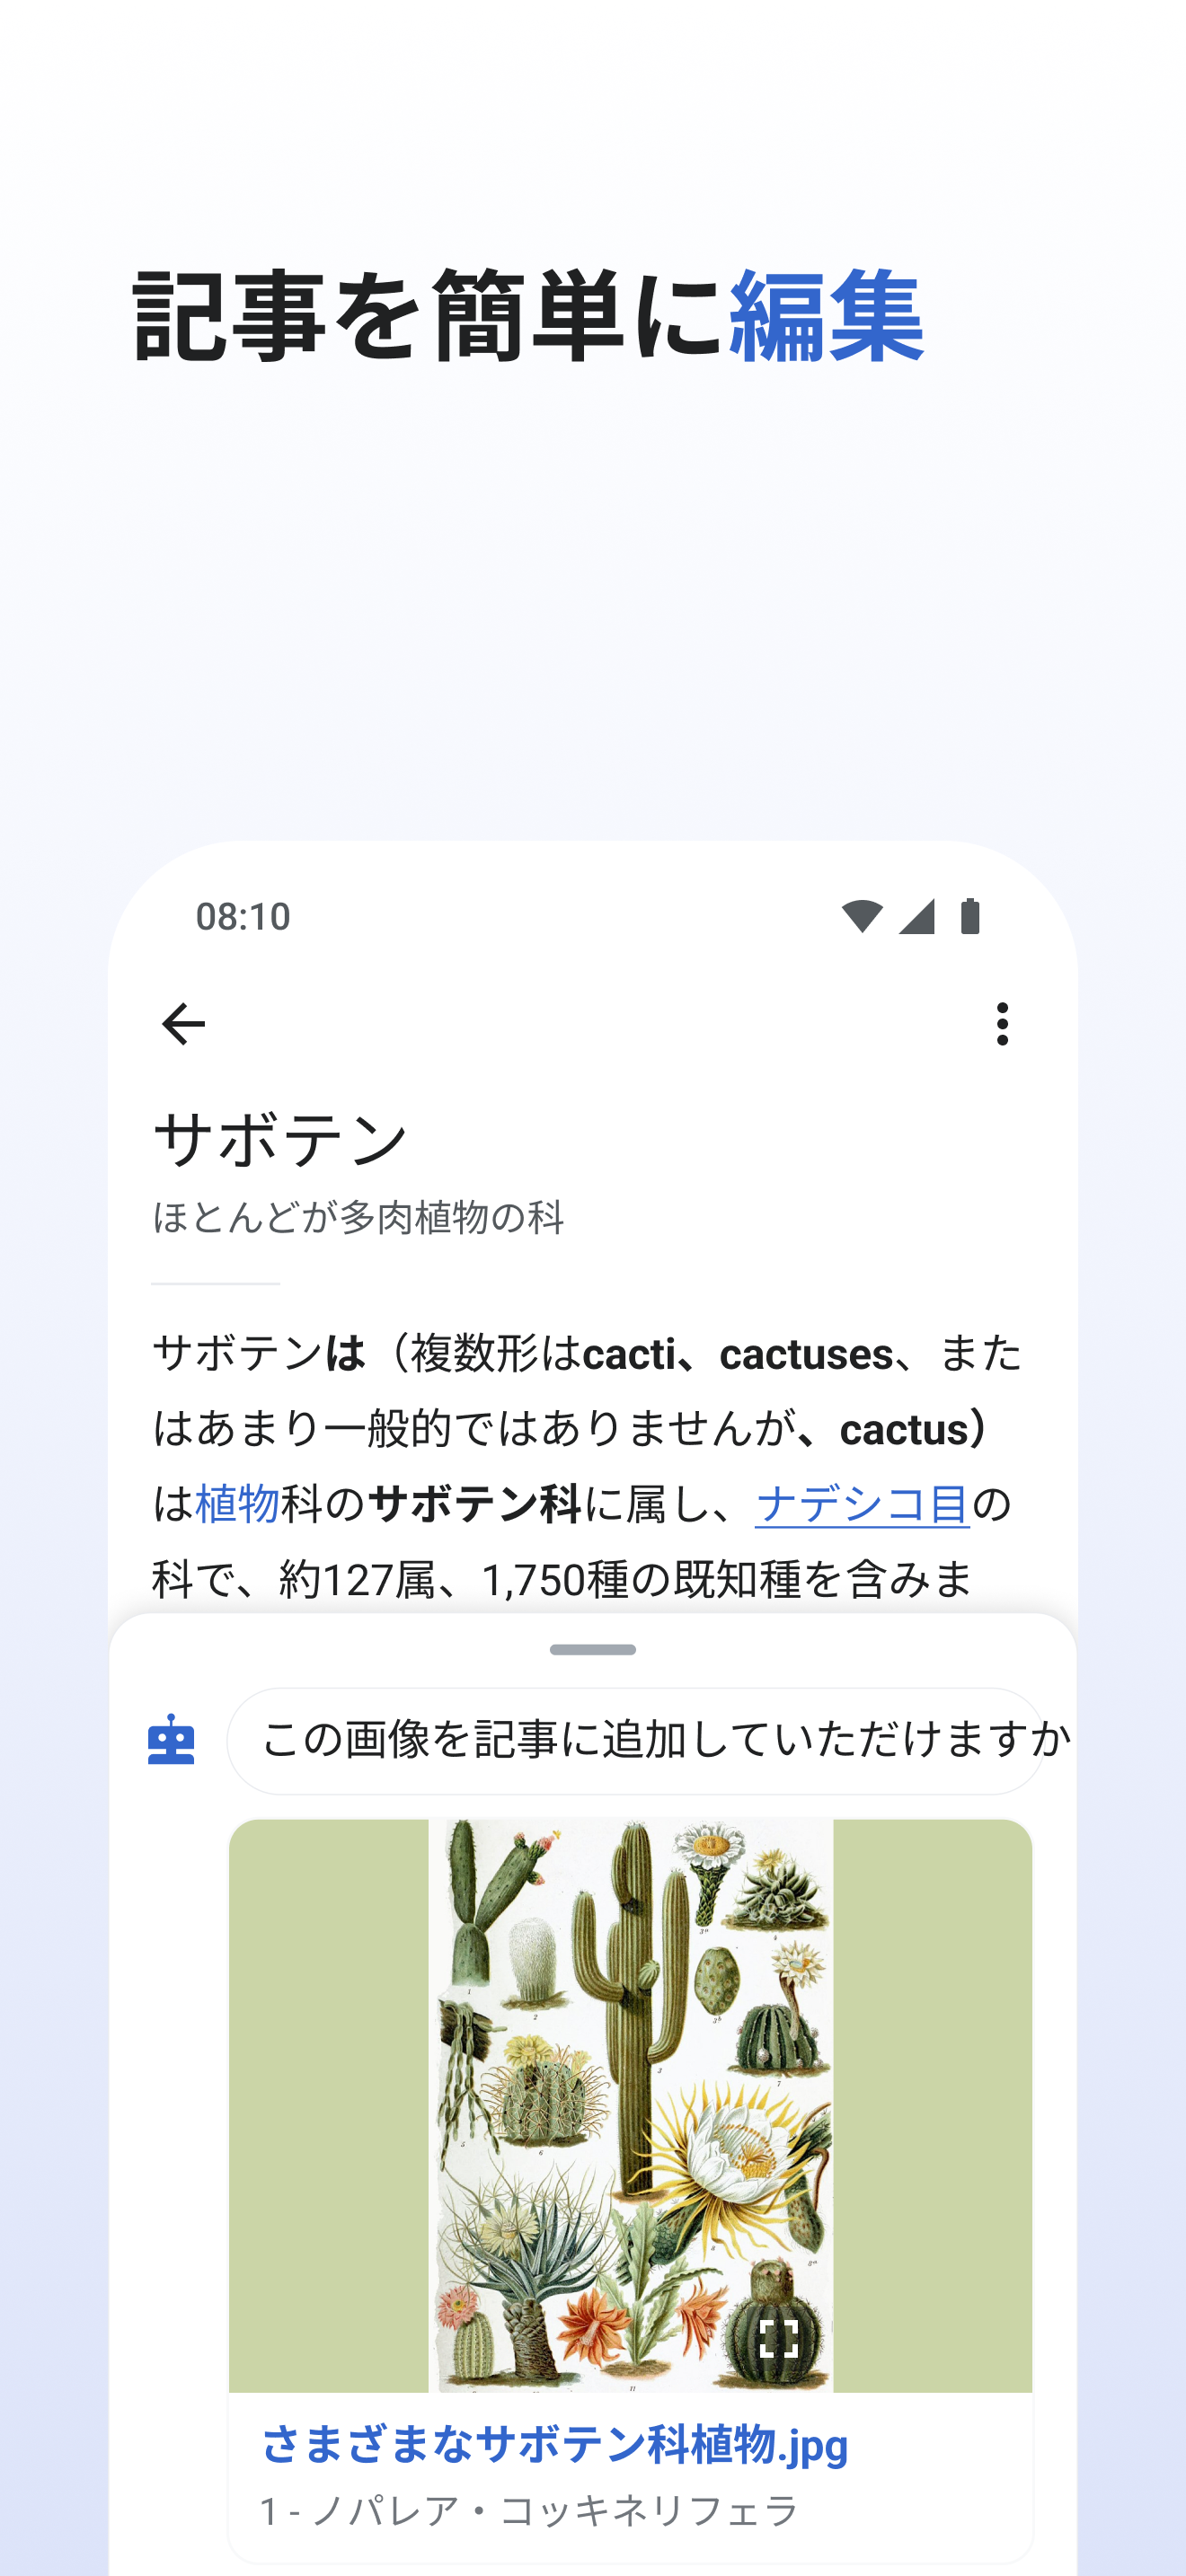 記事を簡単に編集
08:10
サボテン
ほとんどが多肉植物の科
サボテンは（複数形はcacti、cactuses、また
はあまり一般的ではありませんが、cactus）
は植物科のサボテン科に属し、ナデシコ目の
科で、約127属、1,750種の既知種を含みま
この画像を記事に追加していただけますか
さまざまなサボテン科植物.jpg
1 - ノパレア・コッキネリフェラ